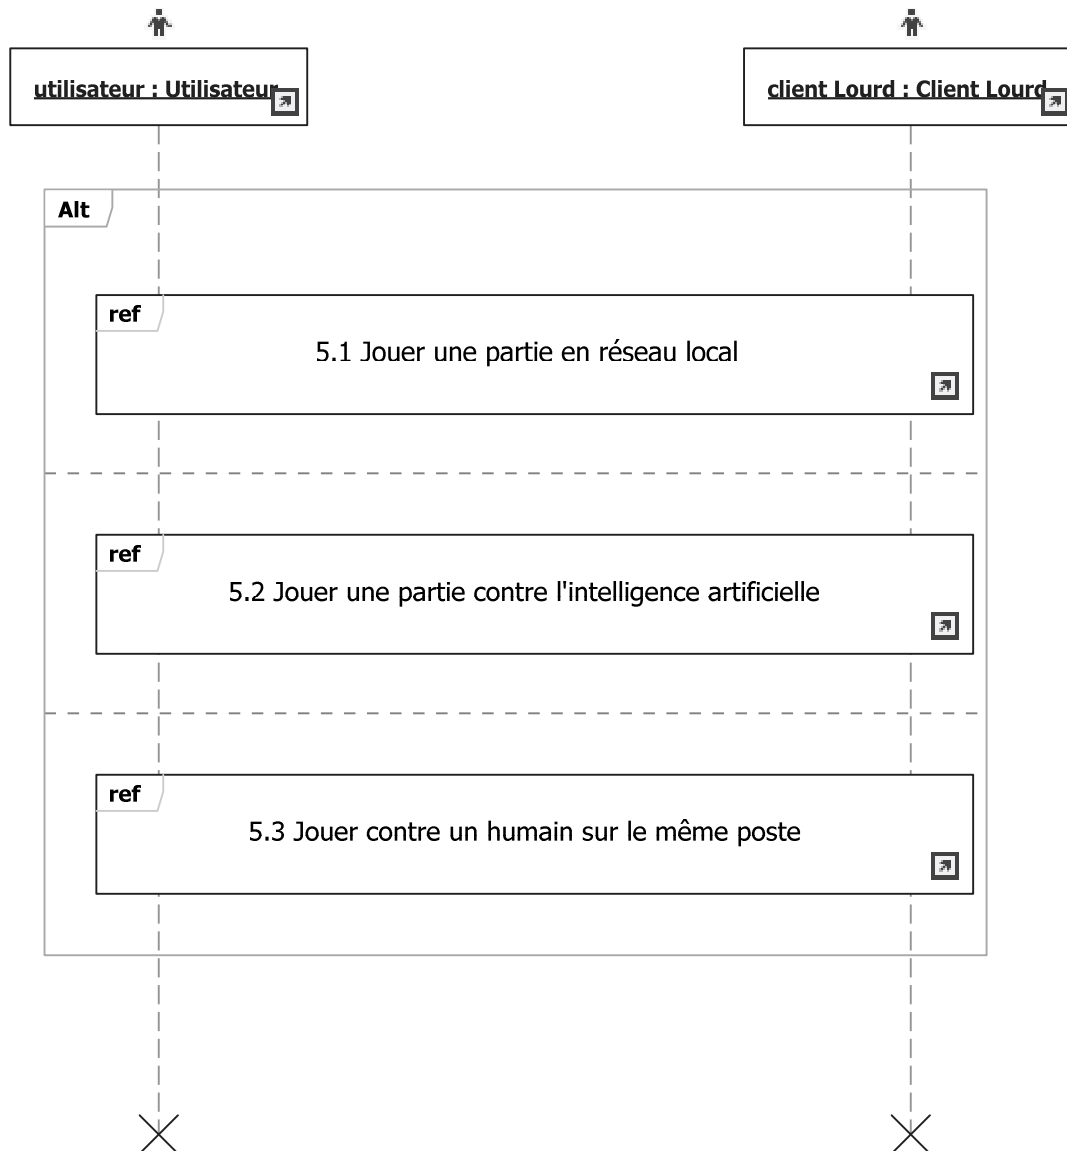 utilisateur : Utilisateur
client Lourd : Client Lourd
Alt
ref
5.1 Jouer une partie en réseau local
ref
5.2 Jouer une partie contre l'intelligence artificielle
ref
5.3 Jouer contre un humain sur le même poste